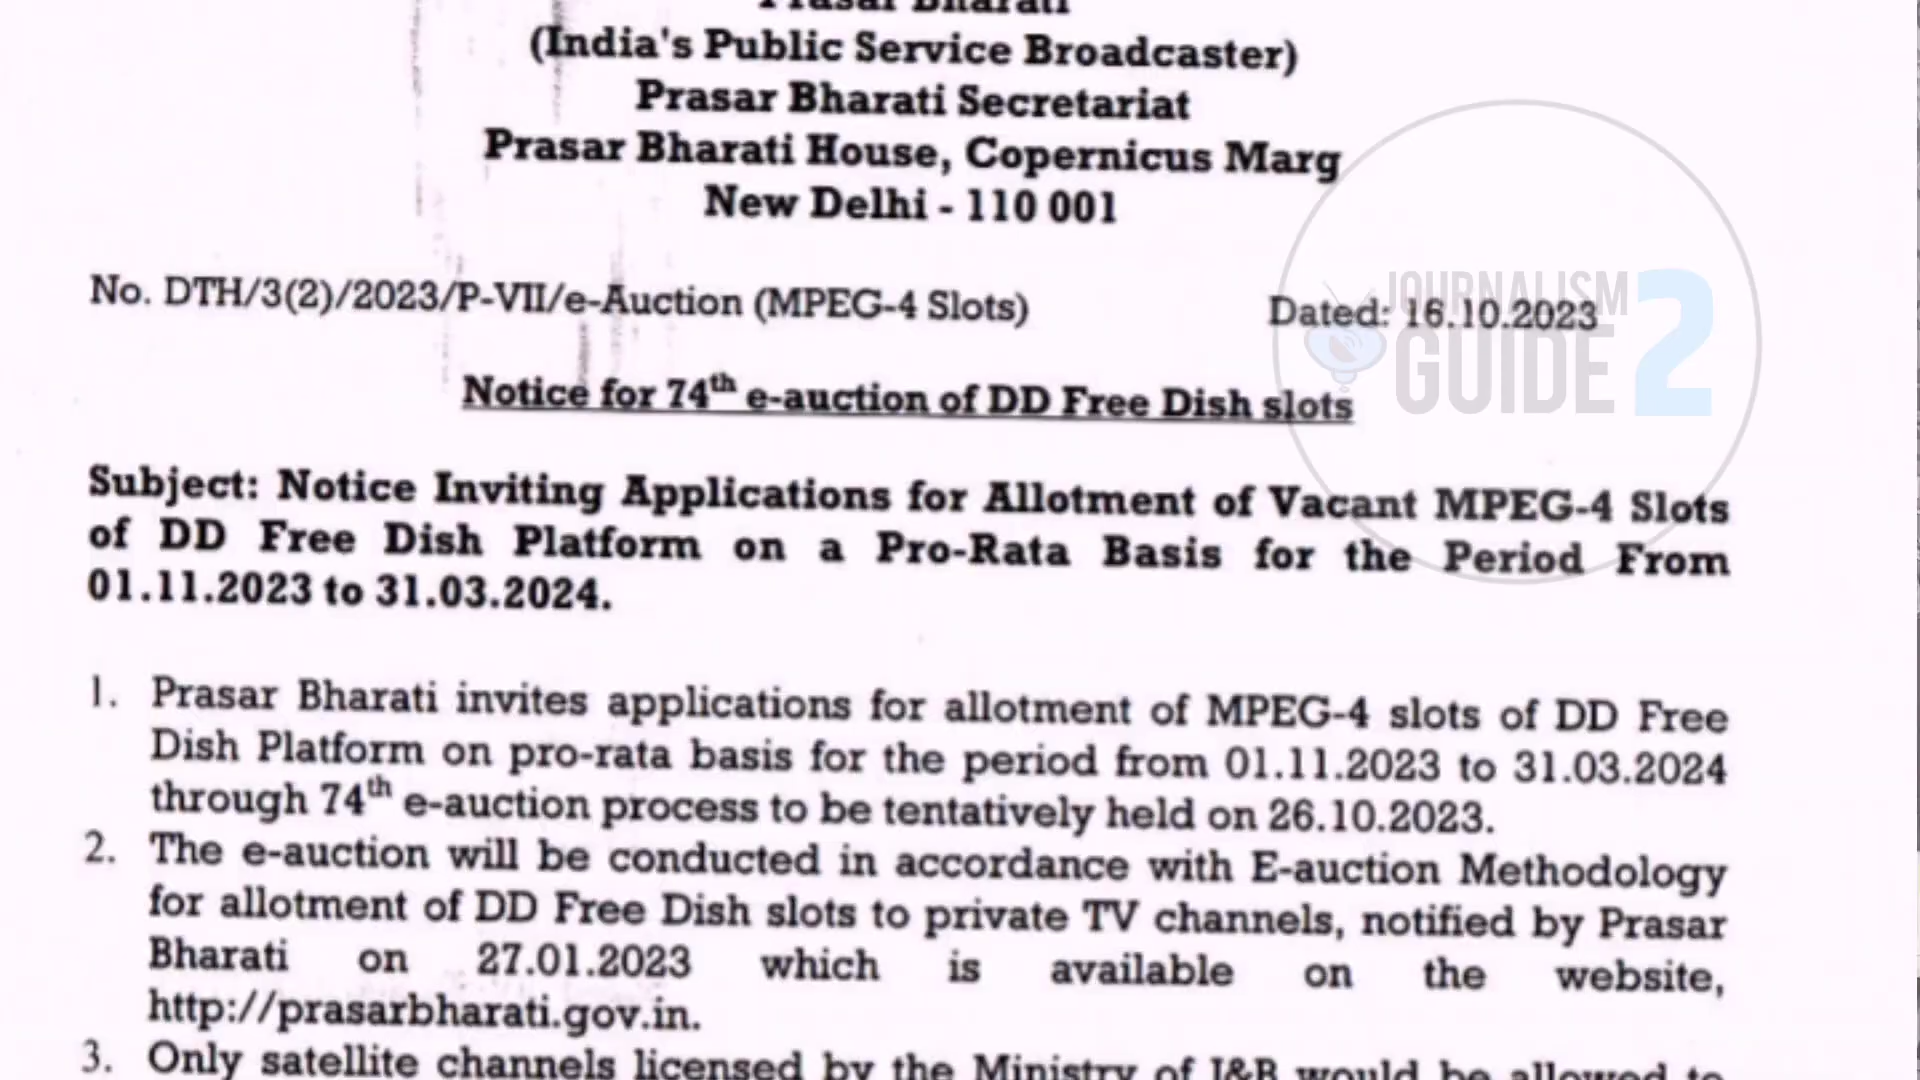 Prasar Bharati
(India's Public Service Broadcaster)
Prasar Bharati Secretariat
Prasar Bharati House, Copernicus Marg
New Delhi - 110 001
No. DTH/3(2)/2023/P-VII/e-Auction (MPEG-4 Slots) Dated: 16.10.2023
JOURNALISM
GUIDE 2
Notice for 74th e-auction of DD Free Dish slots
Subject: Notice Inviting Applications for Allotment of Vacant MPEG-4 Slots
of DD Free Dish Platform on a Pro-Rata Basis for the Period From
01.11.2023 to 31.03.2024.
1. Prasar Bharati invites applications for allotment of MPEG-4 slots of DD Free
Dish Platform on pro-rata basis for the period from 01.11.2023 to 31.03.2024
through 74th e-auction process to be tentatively held on 26.10.2023.
2. The e-auction will be conducted in accordance with E-auction Methodology
for allotment of DD Free Dish slots to private TV channels, notified by Prasar
Bharati on 27.01.2023 which is available on the website,
http://prasarbharati.gov.in.
3. Only satellite channels licensed by the Ministry of I&B would be allowed to